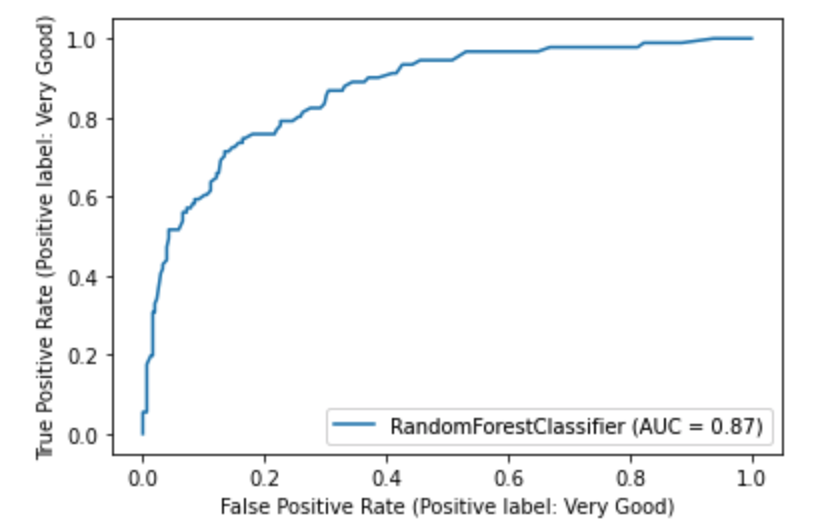 True Positive Rate (Positive label: Very Good)
1.0
0.8
0.6
0.4
0.2
0.0
RandomForestClassifier (AUC = 0.87)
0.0 0.2 0.4 0.6 0.8 1.0
False Positive Rate (Positive label: Very Good)